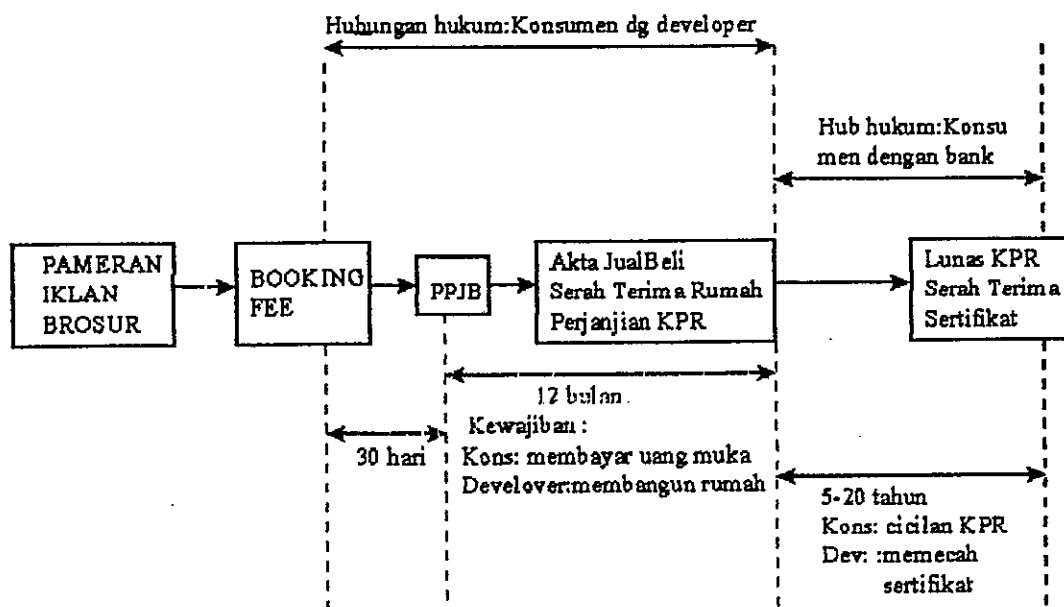 Huhungan hukum:Konsumen dg developer
Hub hukum:Konsu
men dengan bank
PAMERAN
IKLAN
BROSUR
BOOKING
FEE
PPJB
Akta JualBeli
Serah Terima Rumah
Perjanjian KPR
Lunas KPR
Serah Terima
Sertifikat
12 bulan.
Kewajiban :
30 hari
Kons: membayar uang muka
Develover:membangun rumah
5-20 tahun
Kons: cicilan KPR
Dev: :memecah
sertifikat